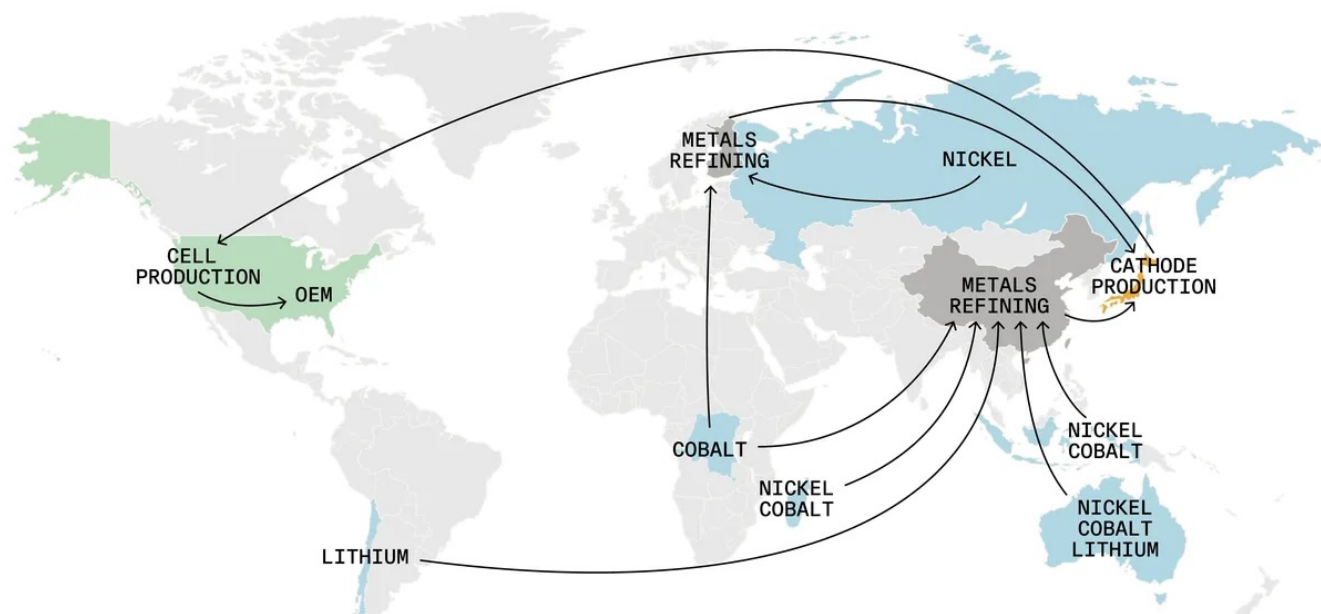 METALS
REFINING
NICKEL
CELL
PRODUCTION
OEM
CATHODE
PRODUCTION
METALS
REFINING
COBALT
NICKEL
COBALT
NICKEL
COBALT
NICKEL
COBALT
LITHIUM
LITHIUM